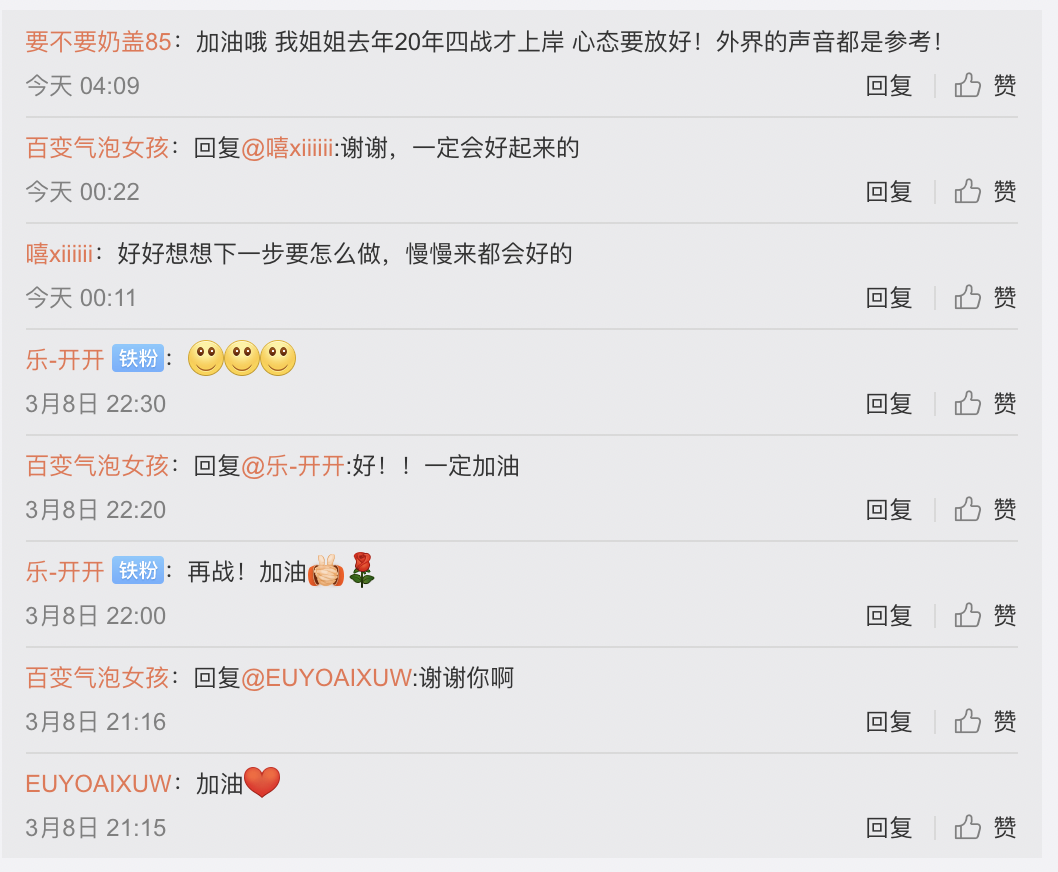 要不要奶盖85：加油哦 我姐姐去年20年四战才上岸 心态要放好！外界的声音都是参考！
今天 04:09 回复 赞
百变气泡女孩：回复@嘻xiiiiii:谢谢，一定会好起来的
今天 00:22 回复 赞
嘻xiiiiii：好好想想下一步要怎么做，慢慢来都会好的
今天 00:11 回复 赞
乐-开开 铁粉：
3月8日 22:30 回复 赞
百变气泡女孩：回复@乐-开开:好！！一定加油
3月8日 22:20 回复 赞
乐-开开 铁粉：再战！加油
3月8日 22:00 回复 赞
百变气泡女孩：回复@EUYOAIXUW:谢谢你啊
3月8日 21:16 回复 赞
EUYOAIXUW：加油
3月8日 21:15 回复 赞